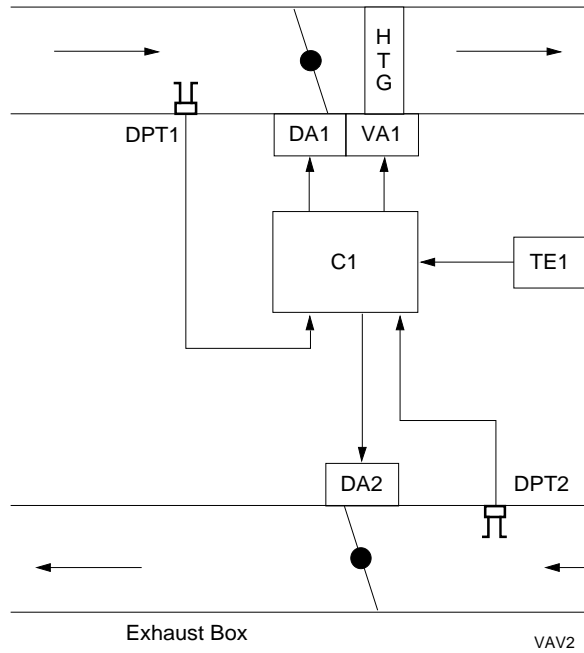 H
T
G
DPT1
DA1
VA1
C1
TE1
DA2
DPT2
Exhaust Box
VAV2